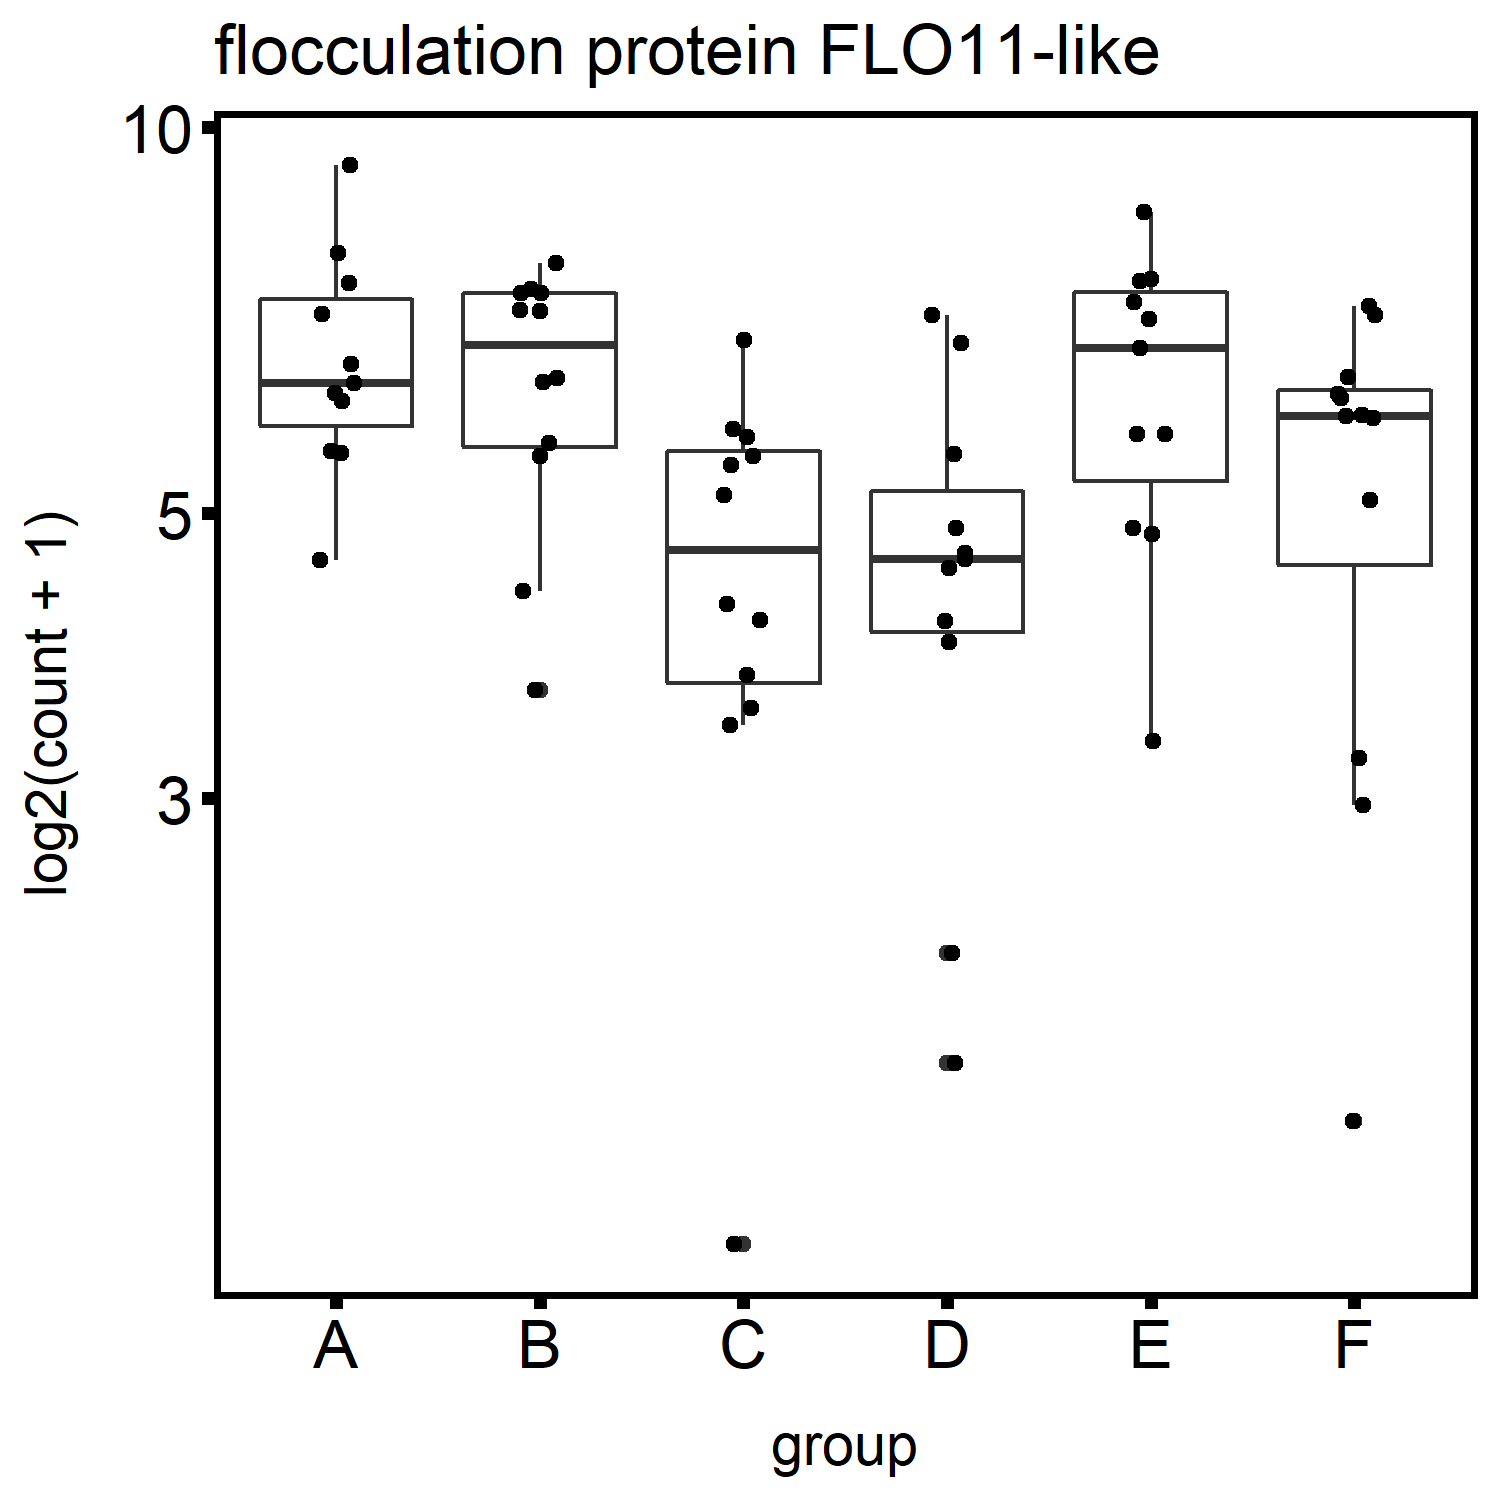 flocculation protein FLO11-like
10
5
3
log2(count + 1)
A B C D E F
group